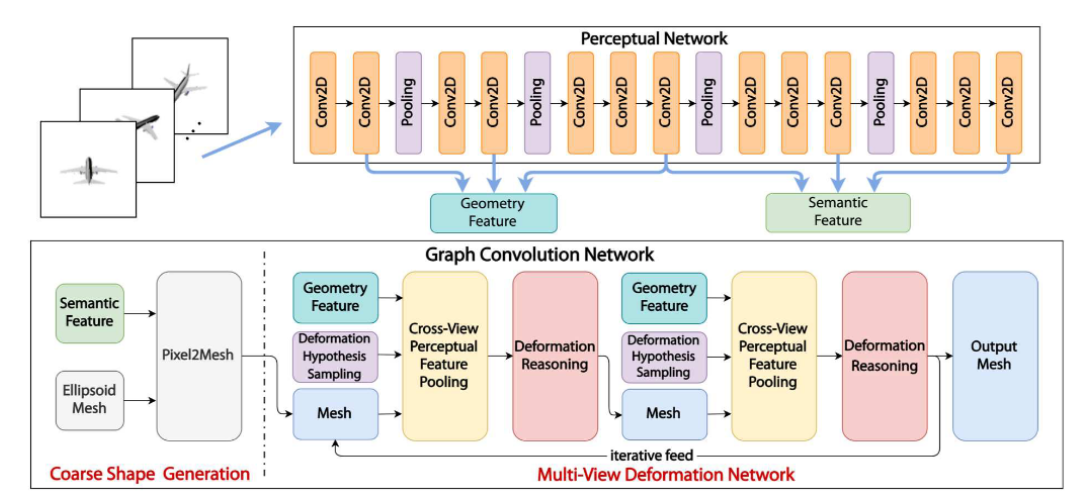 Perceptual Network
Conv2D
Conv2D
Pooling
Conv2D
Conv2D
Pooling
Conv2D
Conv2D
Conv2D
Pooling
Conv2D
Conv2D
Conv2D
Pooling
Conv2D
Conv2D
Conv2D
Geometry
Feature
Semantic
Feature
Graph Convolution Network
Semantic
Feature
Ellipsoid
Mesh
Pixel2Mesh
Geometry
Feature
Deformation
Hypothesis
Sampling
Mesh
Cross-View
Perceptual
Feature
Pooling
Deformation
Reasoning
Geometry
Feature
Deformation
Hypothesis
Sampling
Mesh
Cross-View
Perceptual
Feature
Pooling
Deformation
Reasoning
Output
Mesh
iterative feed
Coarse Shape Generation
Multi-View Deformation Network